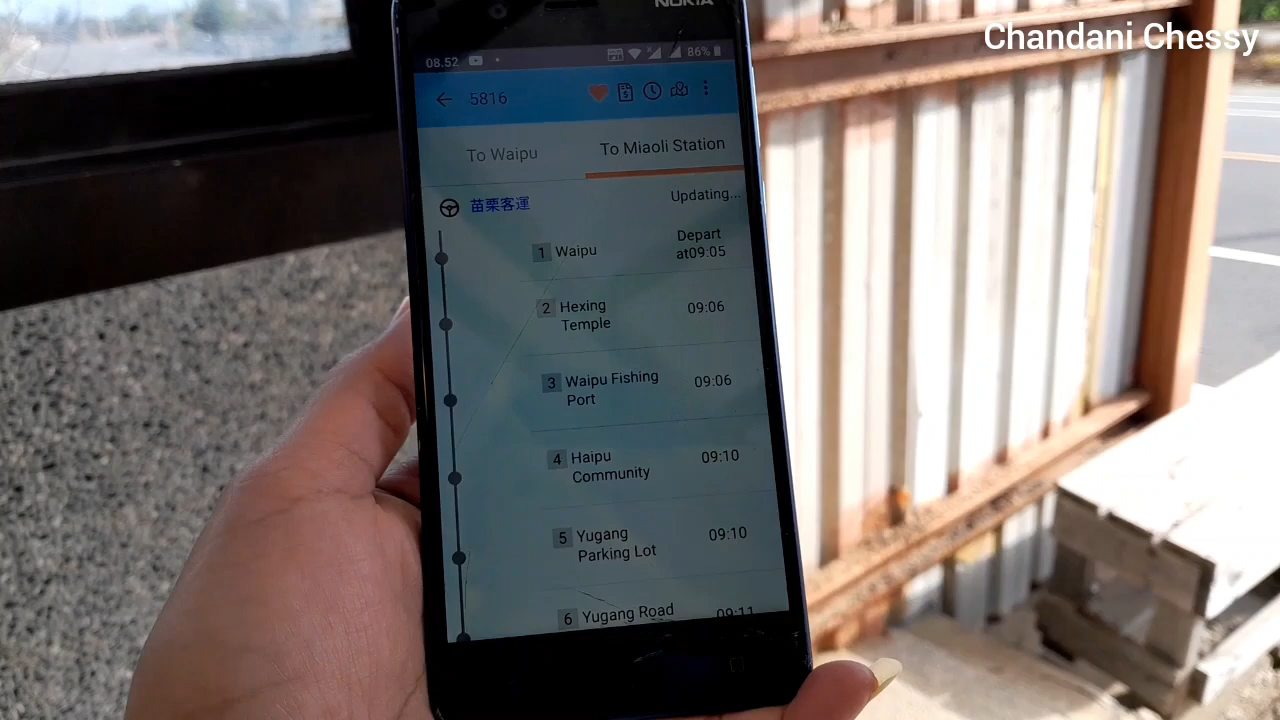 Chandani Chessy
NOKIA
08.52
86%
5816
To Waipu
To Miaoli Station
苗栗客運
Updating...
1 Waipu
Depart
at09:05
2 Hexing
Temple
09:06
3 Waipu Fishing
Port
09:06
4 Haipu
Community
09:10
5 Yugang
Parking Lot
09:10
6 Yugang Road
09:11